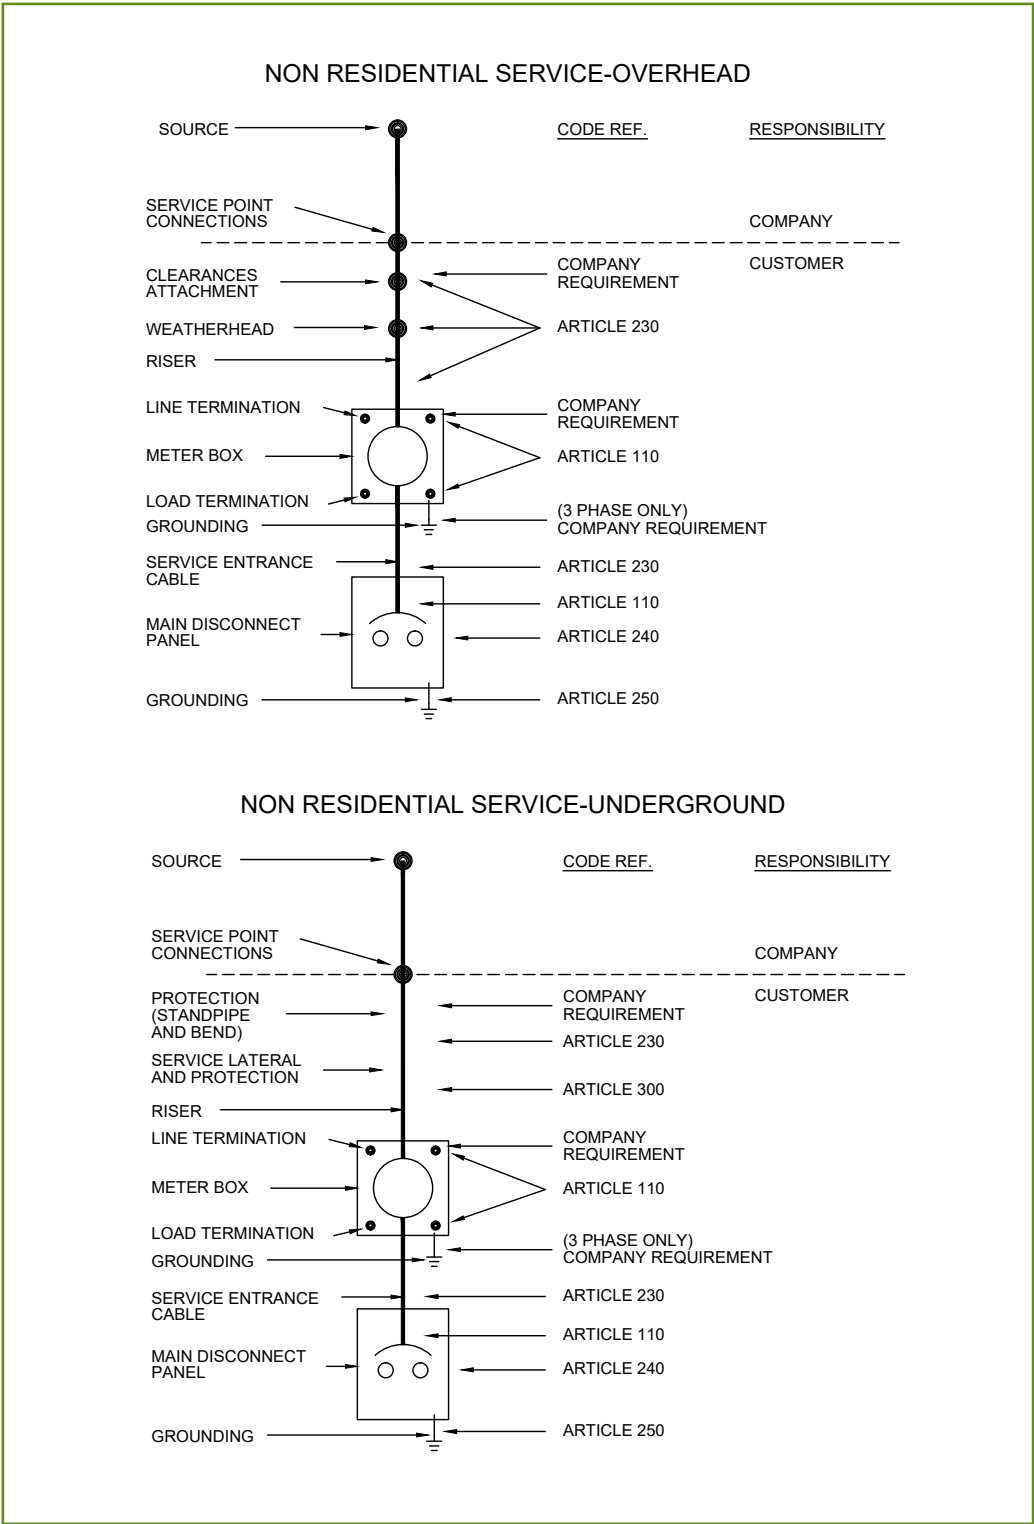 NON RESIDENTIAL SERVICE-OVERHEAD
SOURCE
CODE REF.
RESPONSIBILITY
SERVICE POINT
CONNECTIONS
COMPANY
CUSTOMER
CLEARANCES
ATTACHMENT
COMPANY
REQUIREMENT
WEATHERHEAD
ARTICLE 230
RISER
LINE TERMINATION
COMPANY
REQUIREMENT
METER BOX
ARTICLE 110
LOAD TERMINATION
GROUNDING
(3 PHASE ONLY)
COMPANY REQUIREMENT
SERVICE ENTRANCE
CABLE
ARTICLE 230
ARTICLE 110
MAIN DISCONNECT
PANEL
ARTICLE 240
GROUNDING
ARTICLE 250
NON RESIDENTIAL SERVICE-UNDERGROUND
SOURCE
CODE REF.
RESPONSIBILITY
SERVICE POINT
CONNECTIONS
COMPANY
CUSTOMER
PROTECTION
(STANDPIPE
AND BEND)
COMPANY
REQUIREMENT
ARTICLE 230
SERVICE LATERAL
AND PROTECTION
ARTICLE 300
RISER
LINE TERMINATION
COMPANY
REQUIREMENT
METER BOX
ARTICLE 110
LOAD TERMINATION
GROUNDING
(3 PHASE ONLY)
COMPANY REQUIREMENT
SERVICE ENTRANCE
CABLE
ARTICLE 230
ARTICLE 110
MAIN DISCONNECT
PANEL
ARTICLE 240
GROUNDING
ARTICLE 250